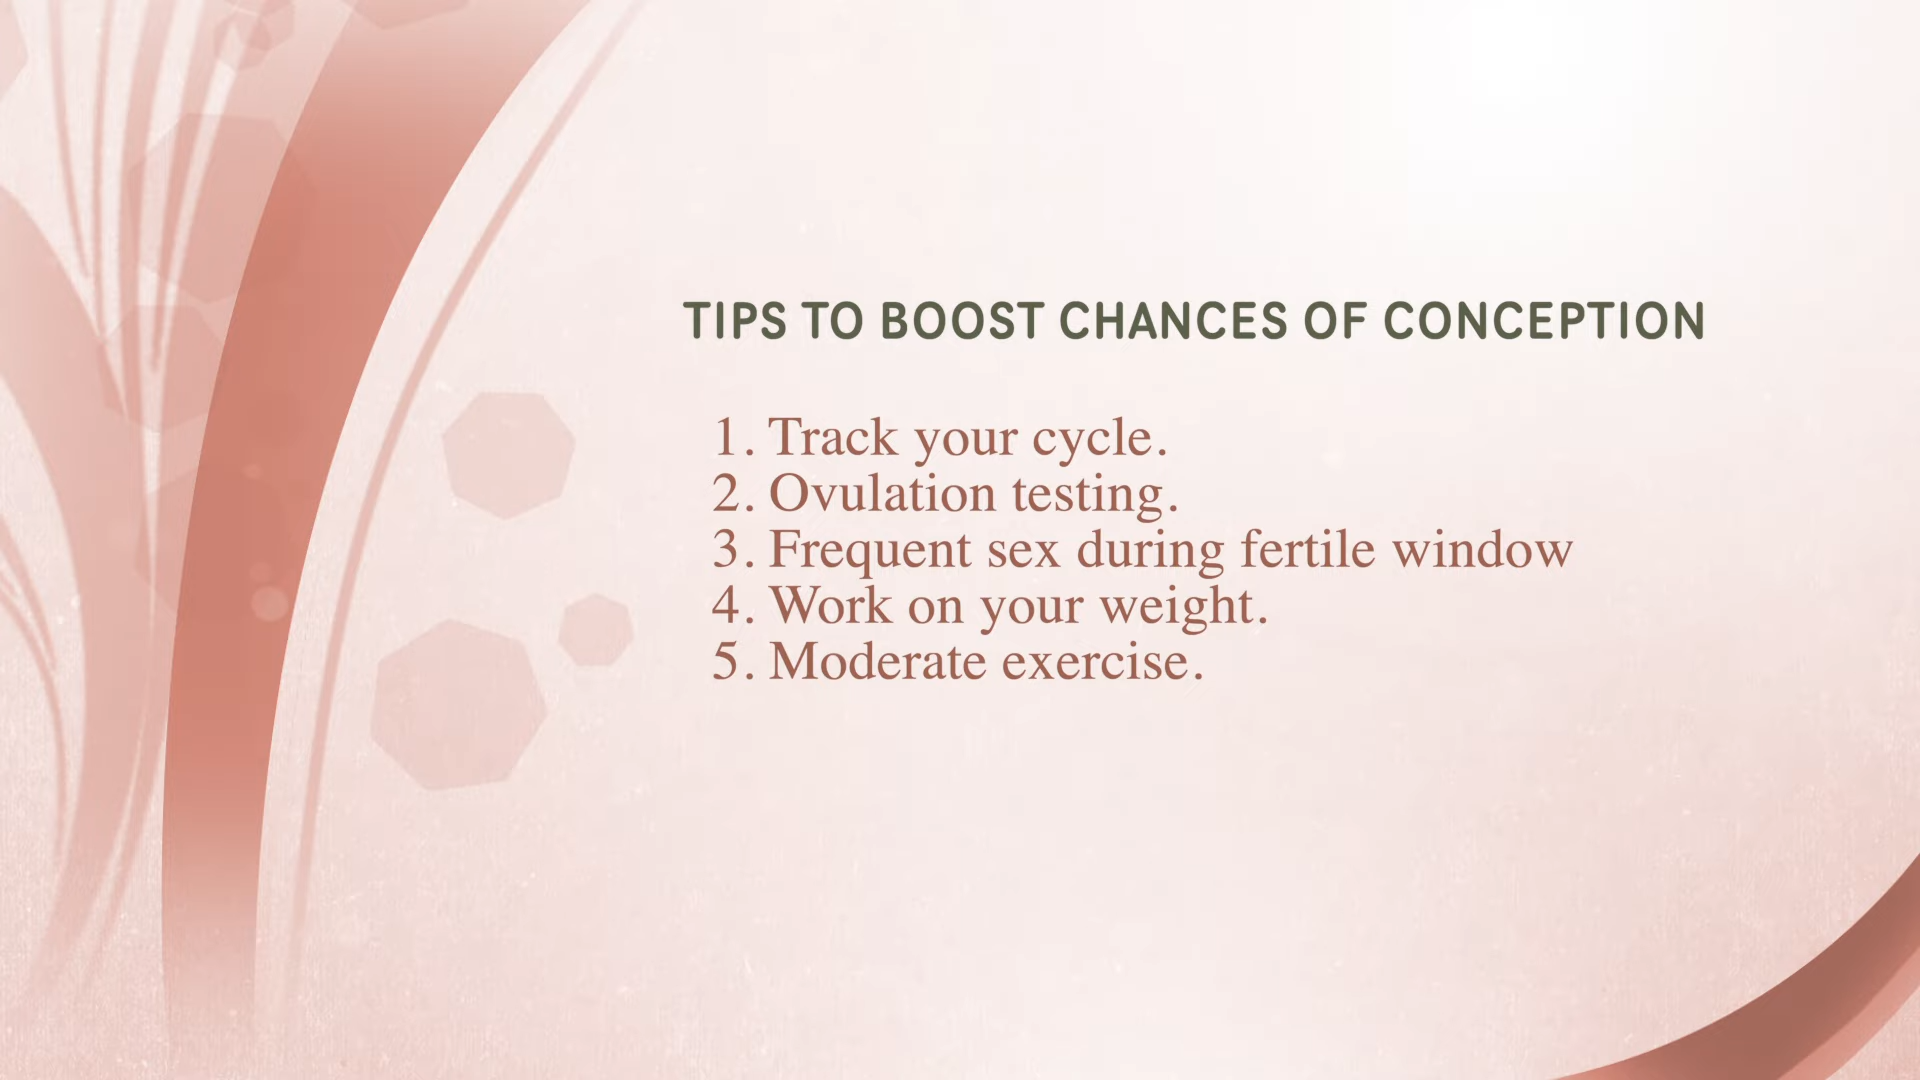 TIPS TO BOOST CHANCES OF CONCEPTION
1. Track your cycle.
2. Ovulation testing.
3. Frequent sex during fertile window
4. Work on your weight.
5. Moderate exercise.